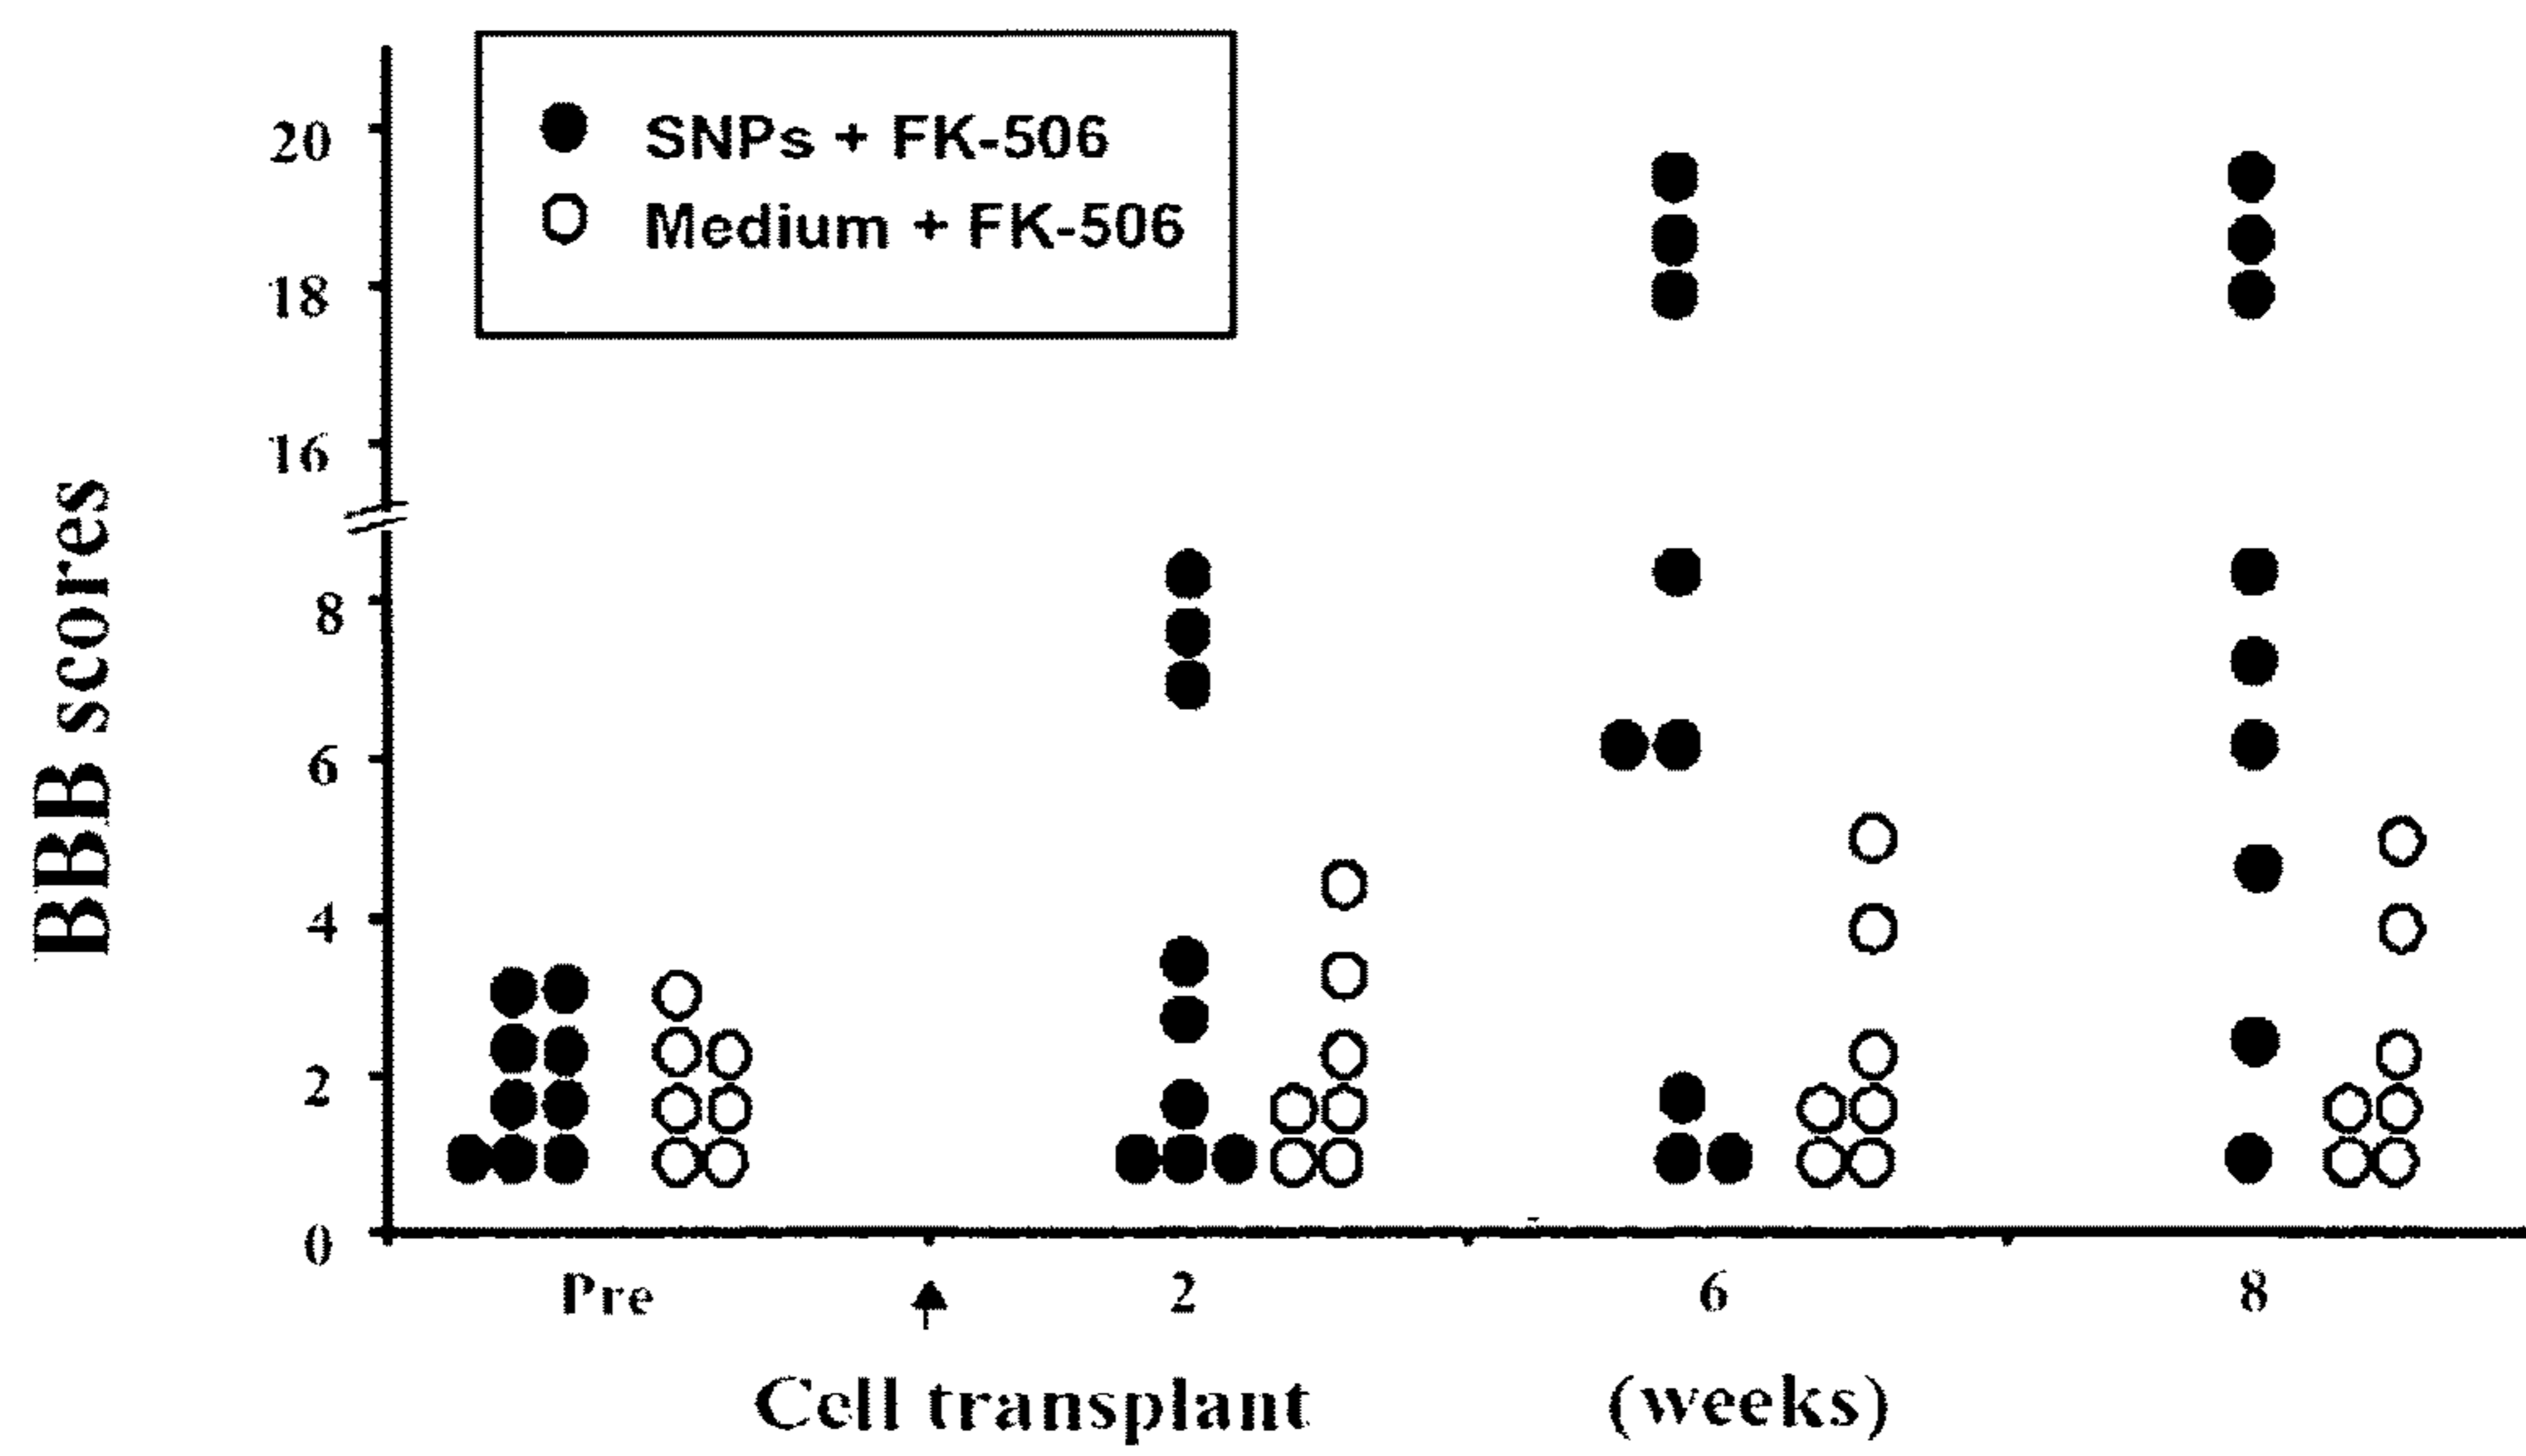 SNPs + FK-506
Medium + FK-506
BBB scores
20
18
16
8
6
4
2
0
Pre
2
6
8
Cell transplant
(weeks)